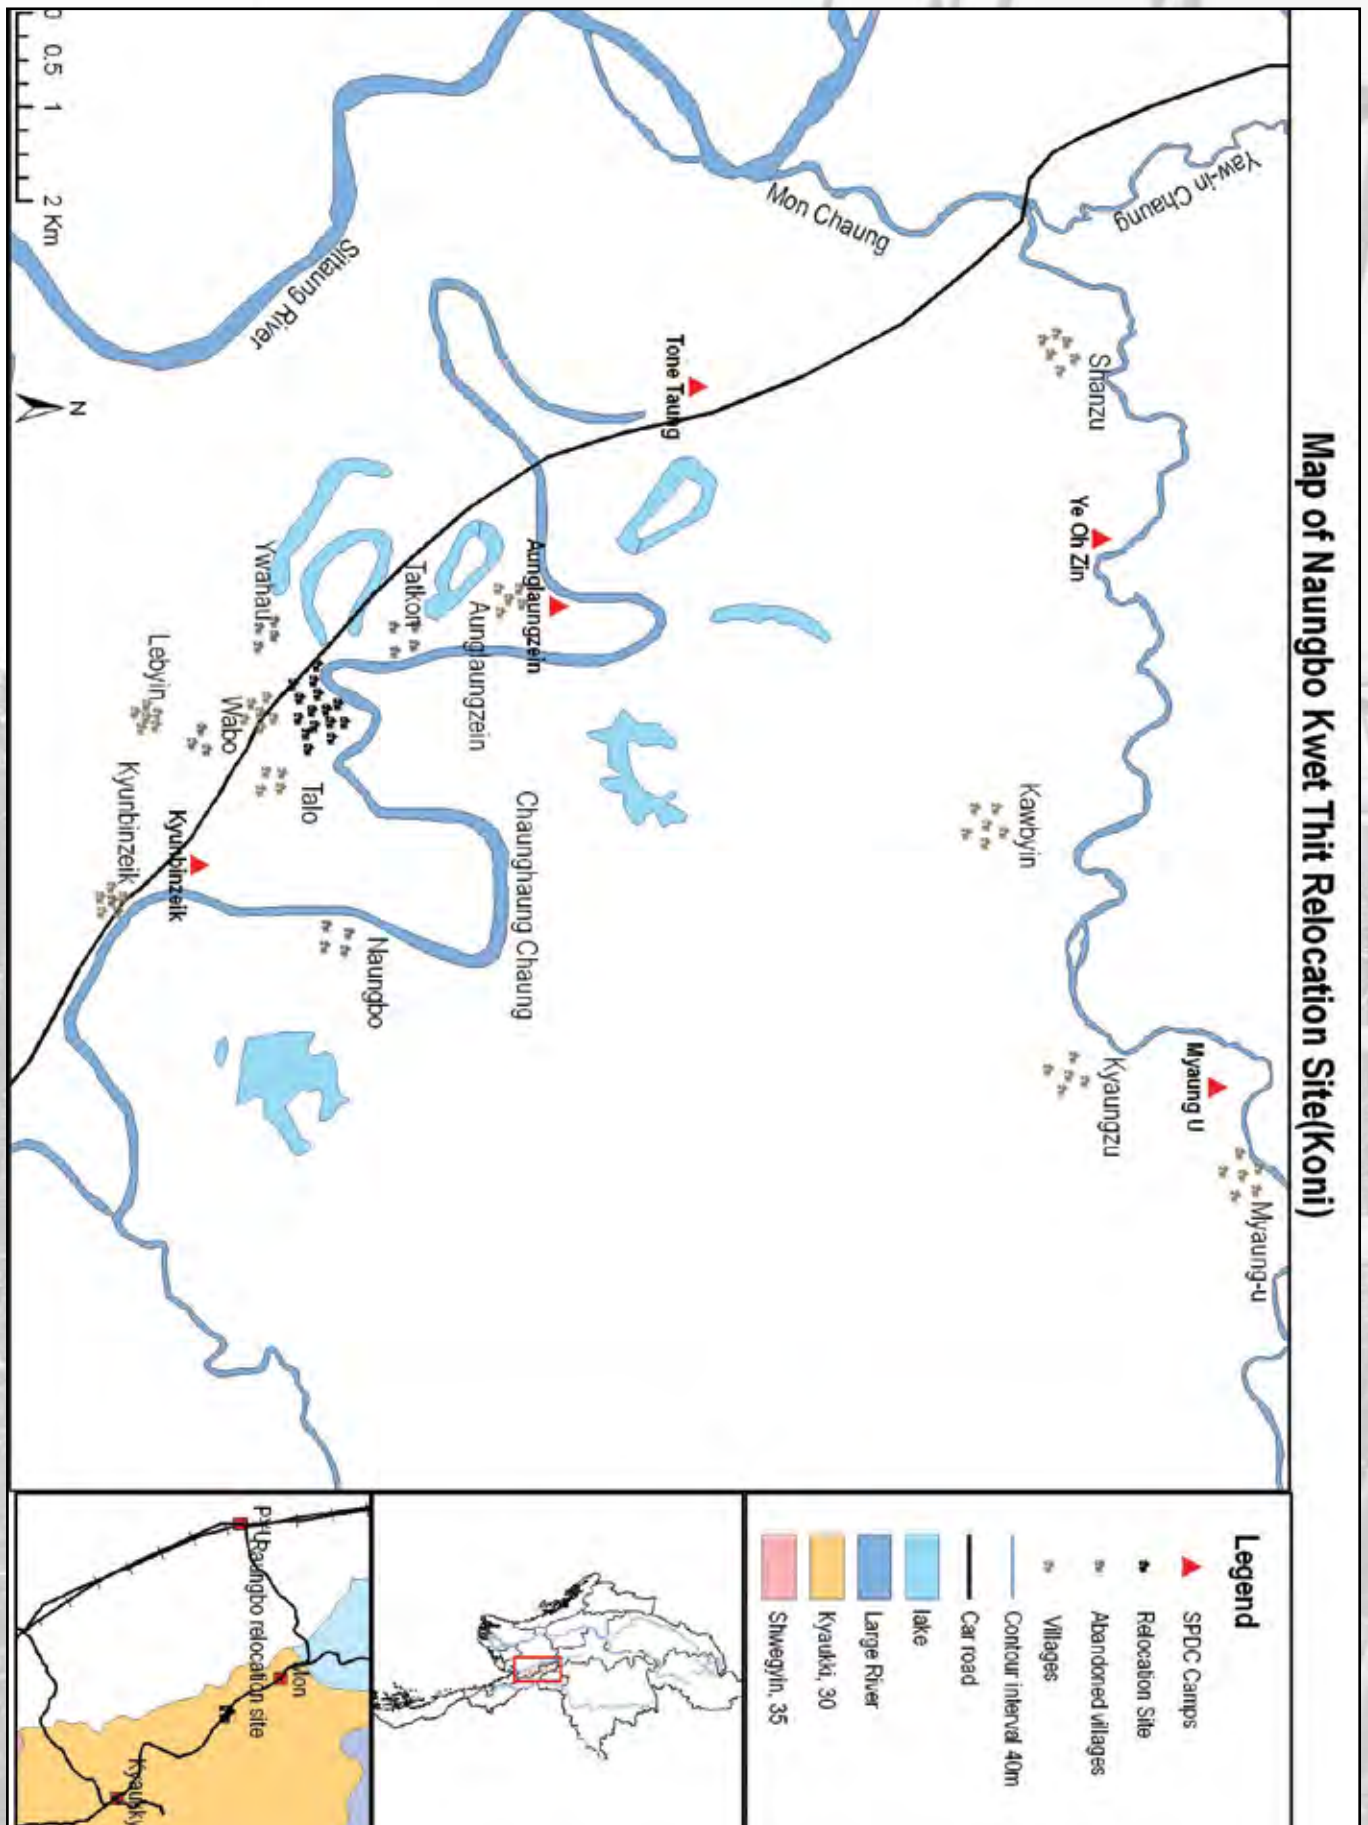 Map of Naungbo Kwet Thit Relocation Site(Koni)
Yaw-in Chaung
Mon Chaung
Sittaung River
Shanzu
Ye Oh Zin
Tone Taung
Myaung U
Myaung-u
Kyaungzu
Kawbyin
Aunglaungzein
Aunglaungzein
Tatkon
Ywahau
Chaunghaung Chaung
Talo
Wabo
Lebyin
Kyunbinzeik
Kyunbinzeik
Naungbo
N
0 0.5 1 2 Km
Legend
SPDC Camps
Relocation Site
Abandoned villages
Villages
Contour interval 40m
Car road
lake
Large River
Kyaukki, 30
Shwegyin, 35
Mon
relocation site